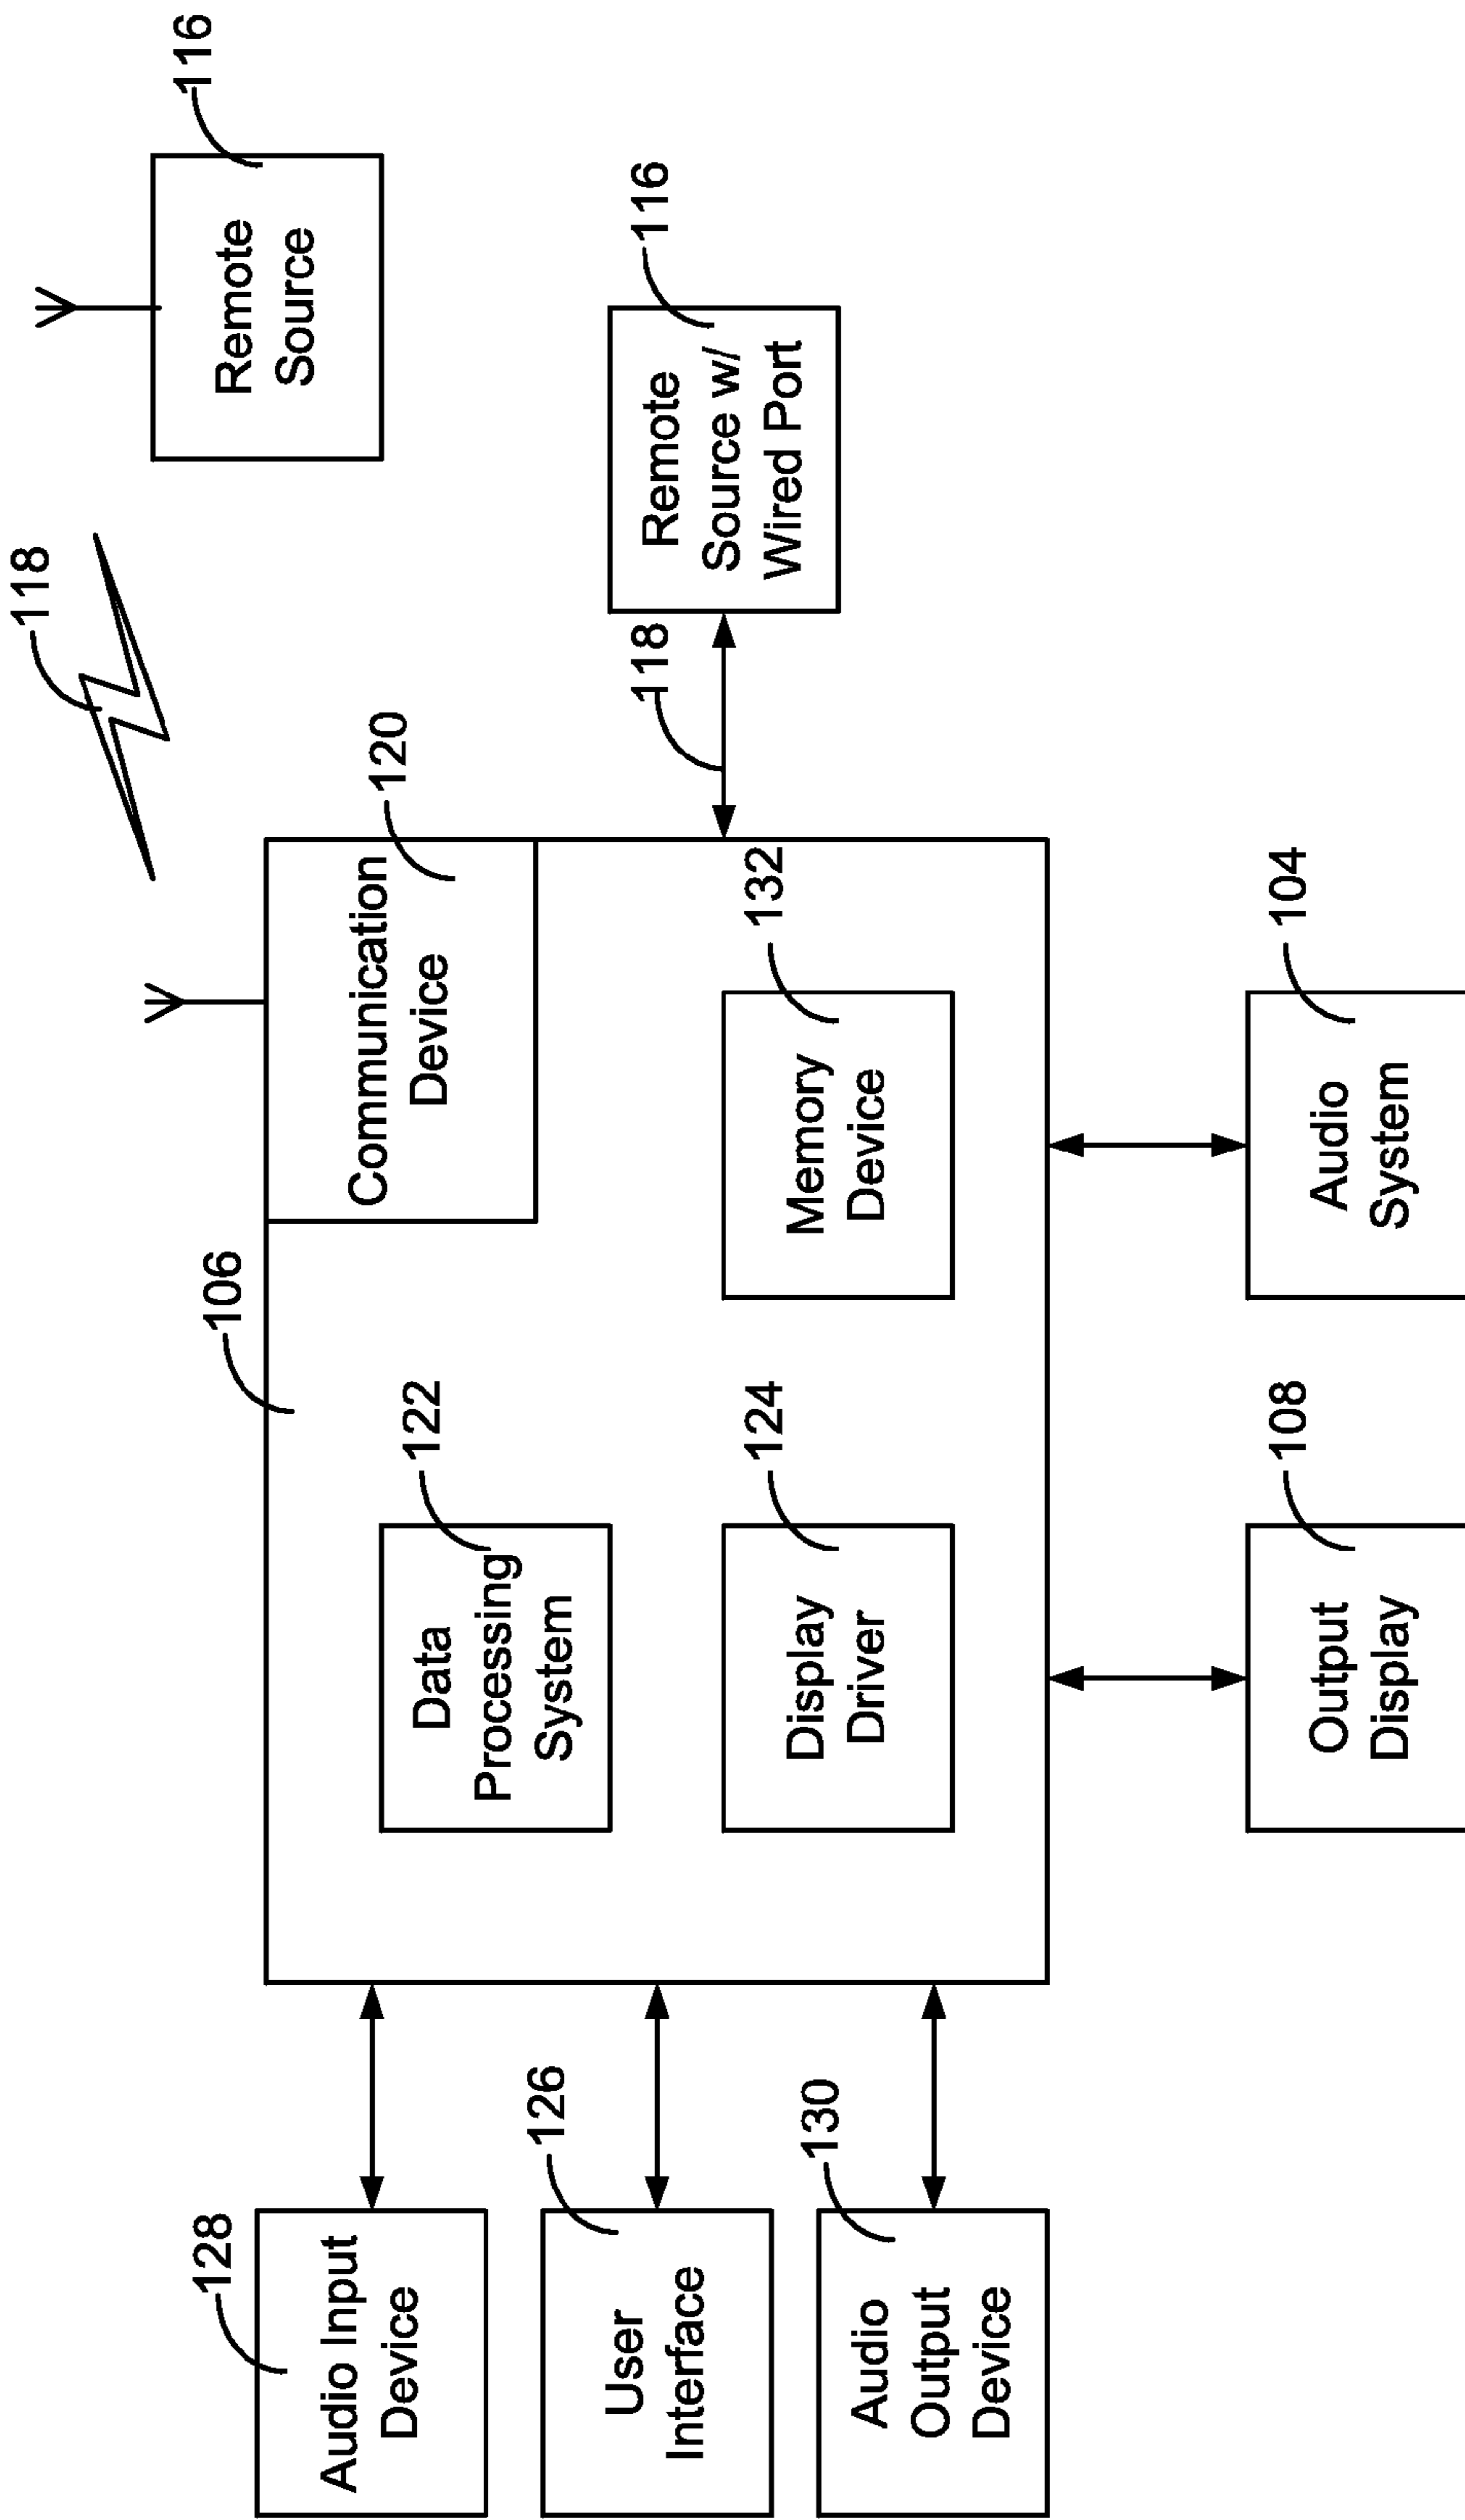 118
116
Remote
Source
106
120
Communication
Device
128
Audio Input
Device
122
Data
Processing
System
126
User
Interface
118
116
Remote
Source w/
Wired Port
124
Display
Driver
132
Memory
Device
130
Audio
Output
Device
108
Output
Display
104
Audio
System